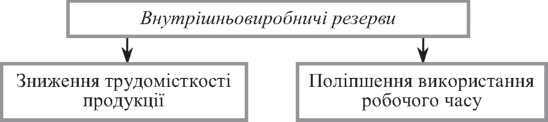 Внутрішньовиробничі резерви
Зниження трудомісткості
продукції
Поліпшення використання
робочого часу